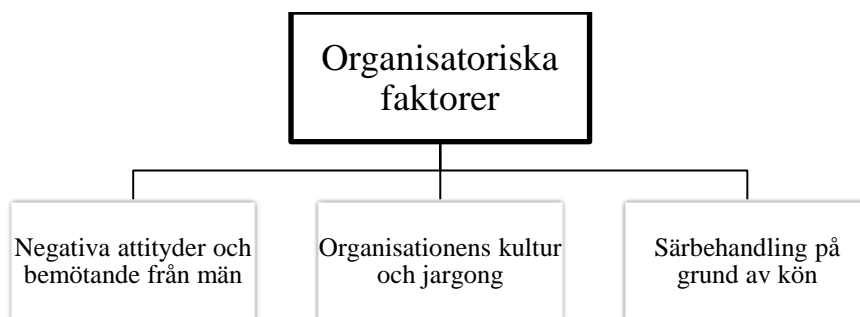 Organisatoriska
faktorer
Negativa attityder och
bemötande från män
Organisationens kultur
och jargong
Särbehandling på
grund av kön